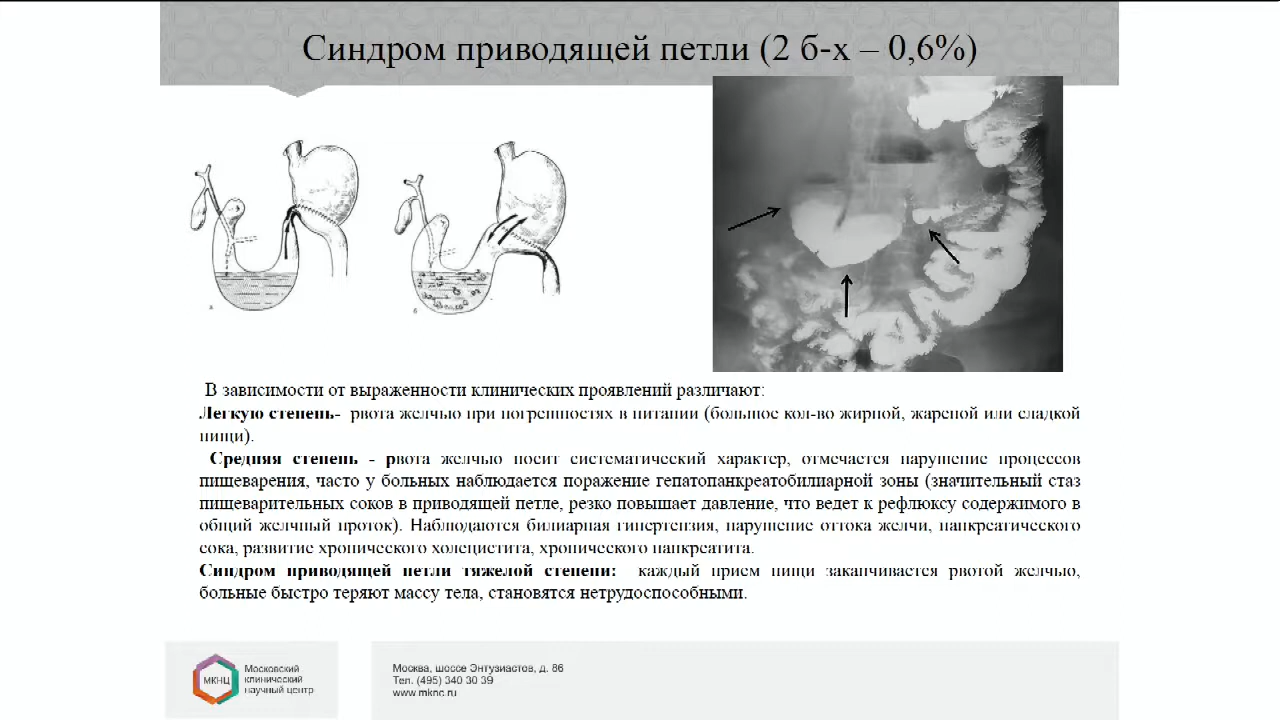 Синдром приводящей петли (2 б-х – 0,6%)
а
Б
В зависимости от выраженности клинических проявлений различают:
Легкую степень- рвота желчью при погрешностях в питании (большое кол-во жирной, жареной или сладкой
пищи).
Средняя степень - рвота желчью носит систематический характер, отмечается нарушение процессов
пищеварения, часто у больных наблюдается поражение гепатопанкреатобилиарной зоны (значительный стаз
пищеварительных соков в приводящей петле, резко повышает давление, что ведет к рефлюксу содержимого в
общий желчный проток). Наблюдаются билиарная гипертензия, нарушение оттока желчи, панкреатического
сока, развитие хронического холецистита, хронического панкреатита.
Синдром приводящей петли тяжелой степени: каждый прием пищи заканчивается рвотой желчью,
больные быстро теряют массу тела, становятся нетрудоспособными.
МКНЦ
Московский
клинический
научный центр
Москва, шоссе Энтузиастов, д. 86
Тел. (495) 340 30 39
www.mknc.ru